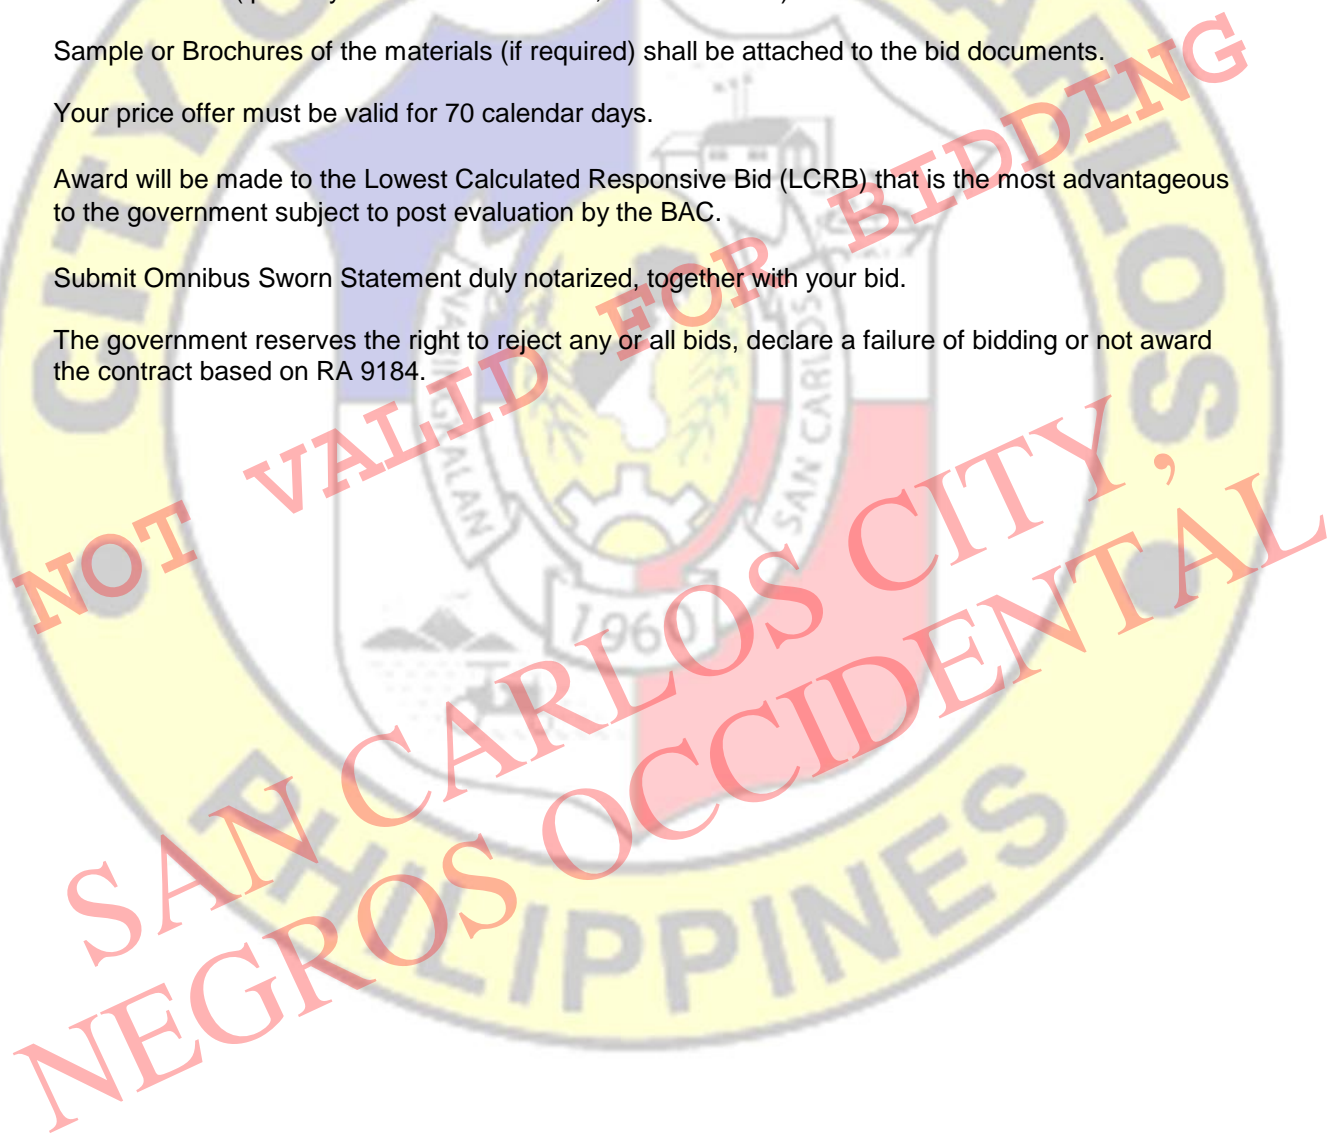 Sample or Brochures of the materials (if required) shall be attached to the bid documents.
Your price offer must be valid for 70 calendar days.
Award will be made to the Lowest Calculated Responsive Bid (LCRB) that is the most advantageous
to the government subject to post evaluation by the BAC.
Submit Omnibus Sworn Statement duly notarized, together with your bid.
The government reserves the right to reject any or all bids, declare a failure of bidding or not award
the contract based on RA 9184.
NOT VALID FOR BIDDING
SAN CARLOS CITY,
NEGROS OCCIDENTAL
CITY
SAN CARLOS
1960
PHILIPPINES